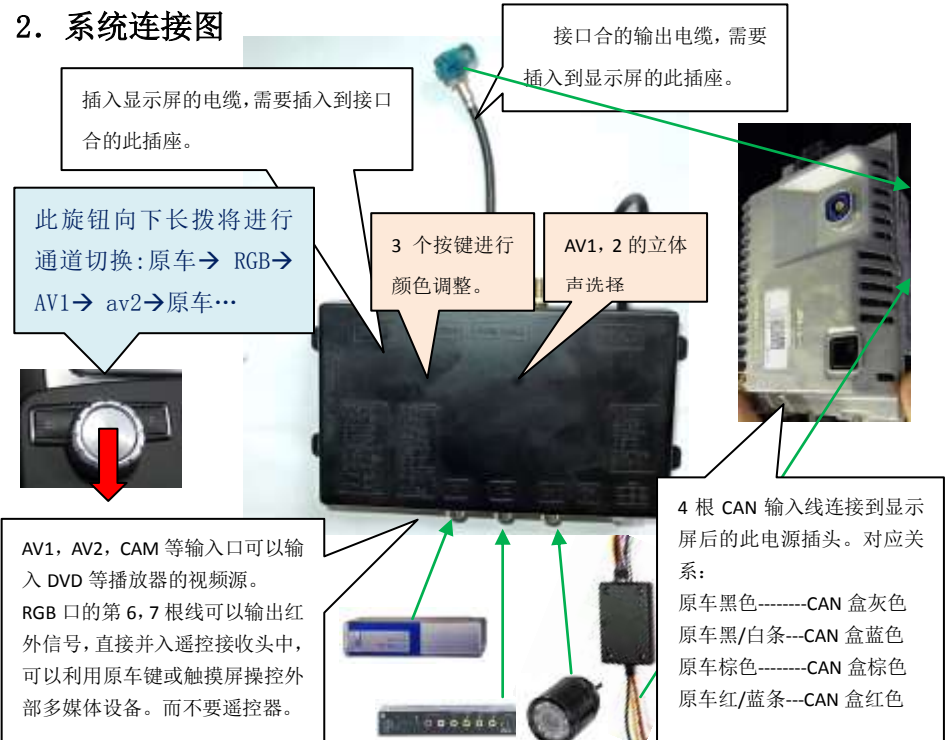 2. 系统连接图
接口合的输出电缆，需要
插入到显示屏的此插座。
插入显示屏的电缆，需要插入到接口
合的此插座。
此旋钮向下长拨将进行
通道切换:原车→ RGB→
AV1→ av2→原车…
3 个按键进行
颜色调整。
AV1，2 的立体
声选择
AV1，AV2，CAM 等输入口可以输
入 DVD 等播放器的视频源。
RGB 口的第 6，7 根线可以输出红
外信号，直接并入遥控接收头中，
可以利用原车键或触摸屏操控外
部多媒体设备。而不要遥控器。
4 根 CAN 输入线连接到显示
屏后的此电源插头。对应关
系：
原车黑色--------CAN 盒灰色
原车黑/白条---CAN 盒蓝色
原车棕色--------CAN 盒棕色
原车红/蓝条---CAN 盒红色